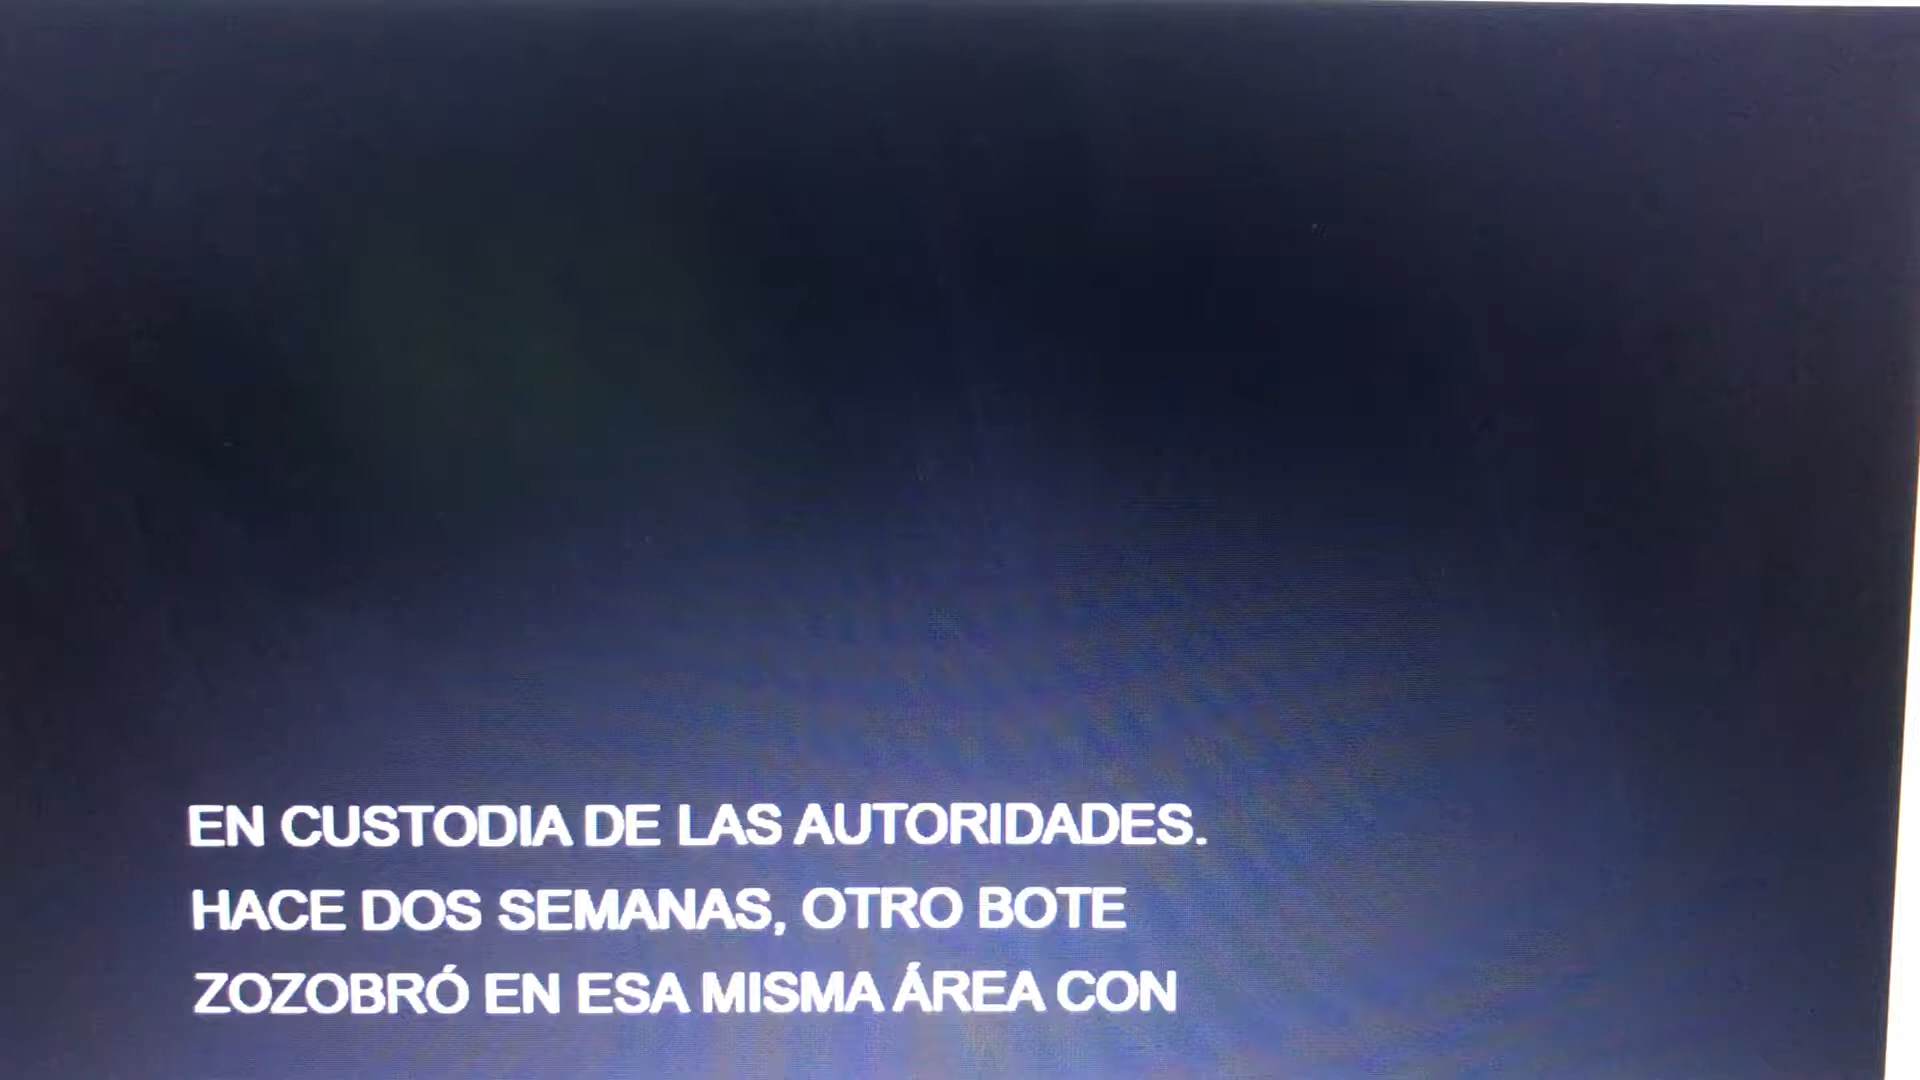 EN CUSTODIA DE LAS AUTORIDADES.
HACE DOS SEMANAS, OTRO BOTE
ZOZOBRÓ EN ESA MISMA ÁREA CON